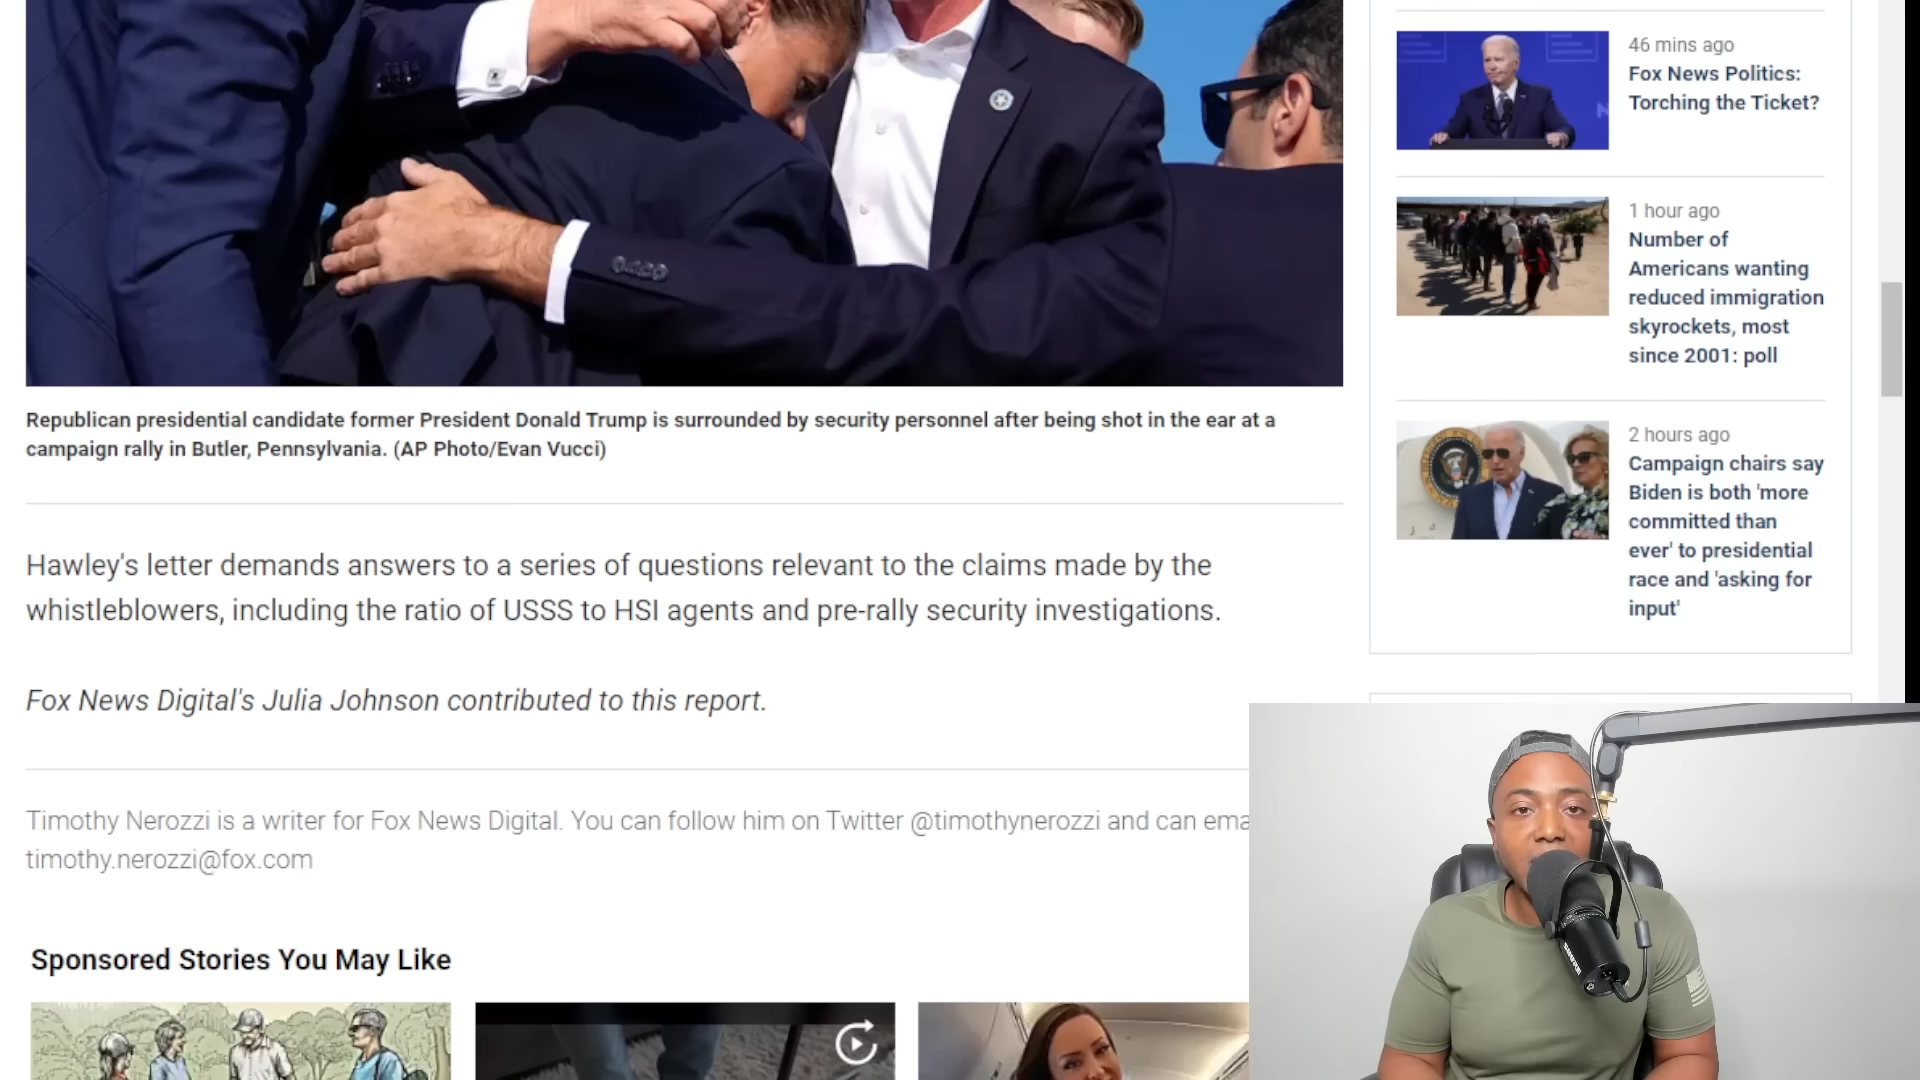 Republican presidential candidate former President Donald Trump is surrounded by security personnel after being shot in the ear at a
campaign rally in Butler, Pennsylvania. (AP Photo/Evan Vucci)
Hawley's letter demands answers to a series of questions relevant to the claims made by the
whistleblowers, including the ratio of USSS to HSI agents and pre-rally security investigations.
Fox News Digital's Julia Johnson contributed to this report.
Timothy Nerozzi is a writer for Fox News Digital. You can follow him on Twitter @timothynerozzi and can ema
timothy.nerozzi@fox.com
Sponsored Stories You May Like
46 mins ago
Fox News Politics:
Torching the Ticket?
1 hour ago
Number of
Americans wanting
reduced immigration
skyrockets, most
since 2001: poll
2 hours ago
Campaign chairs say
Biden is both 'more
committed than
ever' to presidential
race and 'asking for
input'